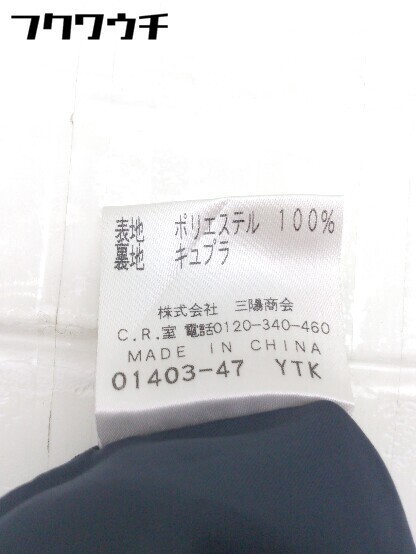 フクワウチ
表地 ポリエステル 100%
裏地 キュプラ
株式会社 三陽商会
C.R.室 電話0120-340-460
MADE IN CHINA
01403-47 YTK